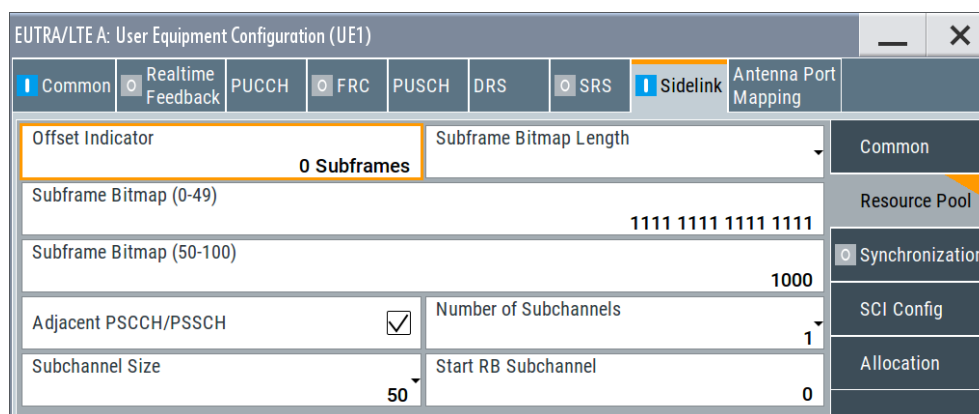 EUTRA/LTE A: User Equipment Configuration (UE1)
Common
Realtime
Feedback
PUCCH
FRC
PUSCH
DRS
SRS
Sidelink
Antenna Port
Mapping
Offset Indicator
0 Subframes
Subframe Bitmap Length
Common
Subframe Bitmap (0-49)
1111 1111 1111 1111
Resource Pool
Subframe Bitmap (50-100)
1000
Synchronization
Adjacent PSCCH/PSSCH
Number of Subchannels
1
SCI Config
Subchannel Size
50
Start RB Subchannel
0
Allocation